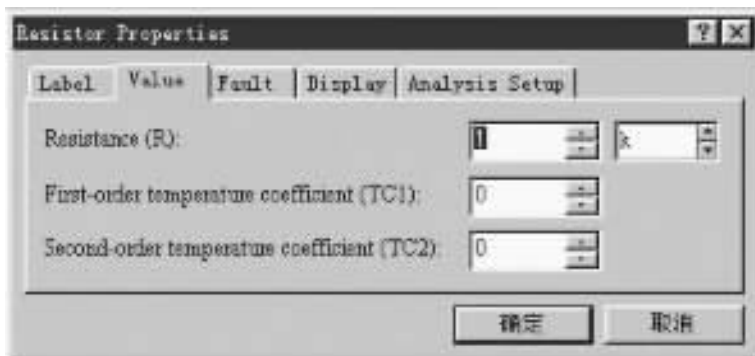 Resistor Properties
Label Value Fault Display Analysis Setup
Resistance (R): 1 k
First-order temperature coefficient (TC1): 0
Second-order temperature coefficient (TC2): 0
确定 取消